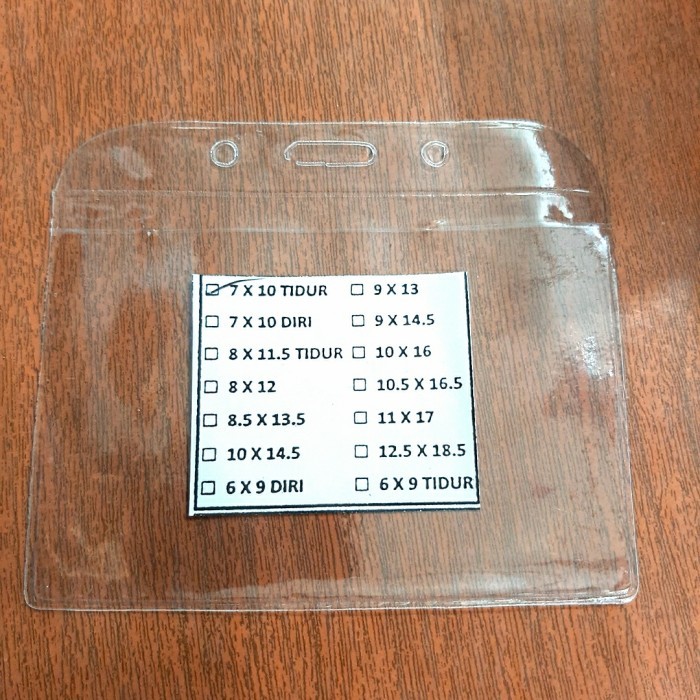 7 X 10 TIDUR 9 X 13
7 X 10 DIRI 9 X 14.5
8 X 11.5 TIDUR 10 X 16
8 X 12 10.5 X 16.5
8.5 X 13.5 11 X 17
10 X 14.5 12.5 X 18.5
6 X 9 DIRI 6 X 9 TIDUR